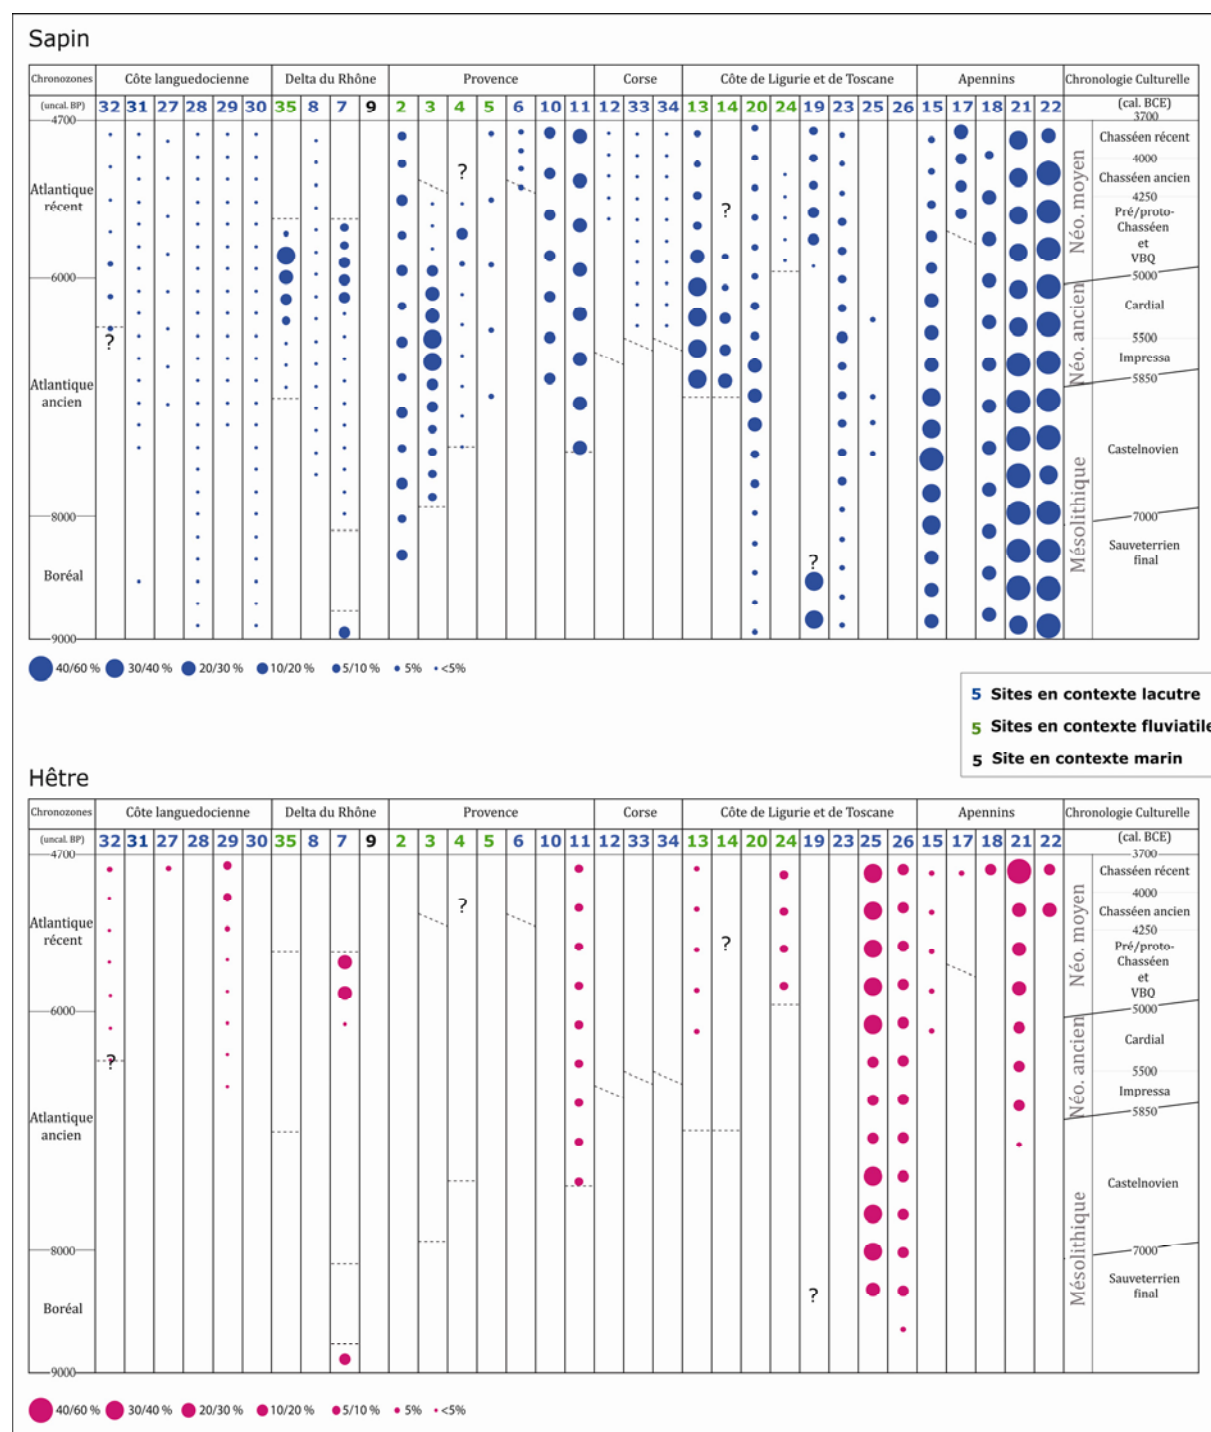 Sapin
Chronozones Côte languedocienne Delta du Rhône Provence Corse Côte de Ligurie et de Toscane Apennins Chronologie Culturelle
(uncal. BP) 32 31 27 28 29 30 35 8 7 9 2 3 4 5 6 10 11 12 33 34 13 14 20 24 19 23 25 26 15 17 18 21 22 (cal. BCE)
4700 3700
Chasséen récent
? 4000
Atlantique récent
Chasséen ancien
4250
Néo. moyen
? Pré/proto-Chasséen et VBQ
6000 5000
Néo. ancien
Cardial
? 5500
Impressa
Atlantique ancien
5850
Castelnovien
Mésolithique
8000 7000
Sauveterrien final
?
Boréal
9000
40/60 % 30/40 % 20/30 % 10/20 % 5/10 % 5% <5%
5 Sites en contexte lacutre
5 Sites en contexte fluviatile
5 Site en contexte marin
Hêtre
Chronozones Côte languedocienne Delta du Rhône Provence Corse Côte de Ligurie et de Toscane Apennins Chronologie Culturelle
(uncal. BP) 32 31 27 28 29 30 35 8 7 9 2 3 4 5 6 10 11 12 33 34 13 14 20 24 19 23 25 26 15 17 18 21 22 (cal. BCE)
4700 3700
Chasséen récent
? 4000
Atlantique récent
Chasséen ancien
4250
Néo. moyen
? Pré/proto-Chasséen et VBQ
6000 5000
Néo. ancien
Cardial
? 5500
Impressa
Atlantique ancien
5850
Castelnovien
Mésolithique
8000 7000
Sauveterrien final
?
Boréal
9000
40/60 % 30/40 % 20/30 % 10/20 % 5/10 % 5% <5%